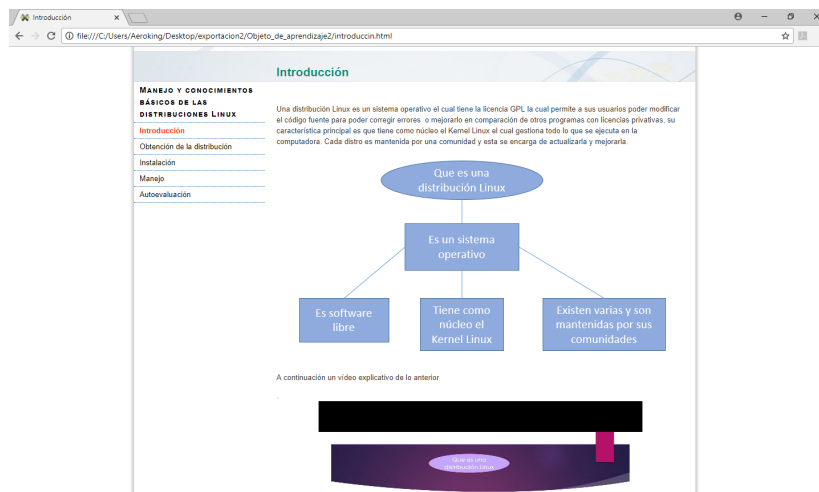 Introducción
file:///C:/Users/Aeroking/Desktop/exportacion2/Objeto_de_aprendizaje2/introduccin.html
Introducción
MANEJO Y CONOCIMIENTOS
BÁSICOS DE LAS
DISTRIBUCIONES LINUX
Introducción
Obtención de la distribución
Instalación
Manejo
Autoevaluación
Una distribución Linux es un sistema operativo el cual tiene la licencia GPL la cual permite a sus usuarios poder modificar
el código fuente para poder corregir errores o mejorarlo en comparación de otros programas con licencias privativas, su
característica principal es que tiene como núcleo el Kernel Linux el cual gestiona todo lo que se ejecuta en la
computadora. Cada distro es mantenida por una comunidad y esta se encarga de actualizarla y mejorarla.
Que es una
distribución Linux
Es un sistema
operativo
Es software
libre
Tiene como
núcleo el
Kernel Linux
Existen varias y son
mantenidas por sus
comunidades
A continuación un vídeo explicativo de lo anterior
.
Que es una
distribución Linux